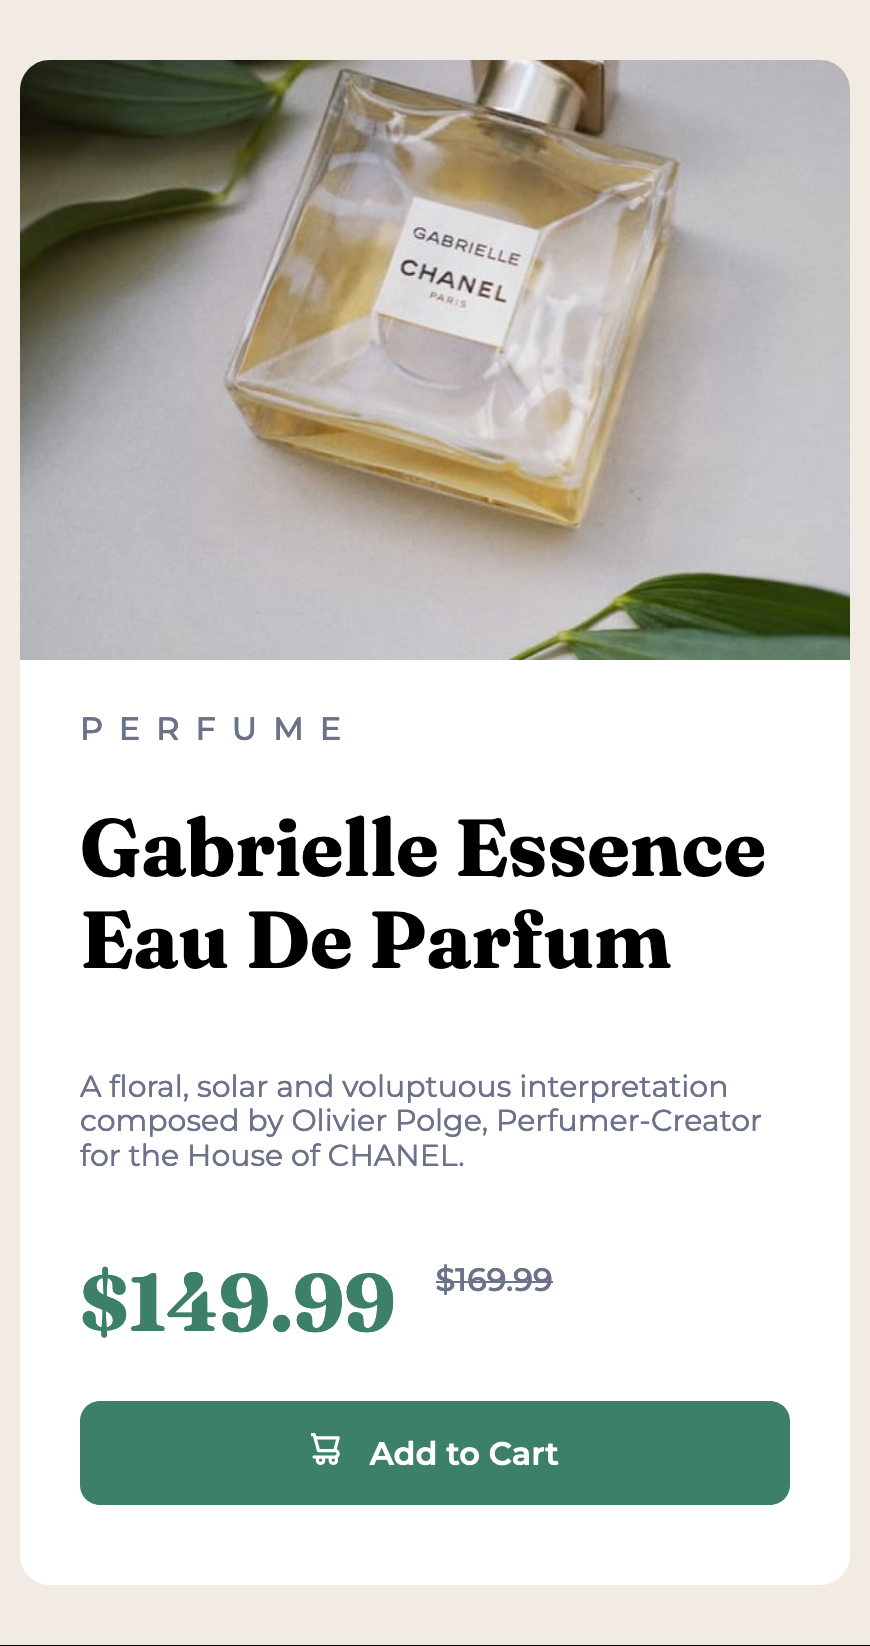 GABRIELLE
CHANEL
PARIS
PERFUME
Gabrielle Essence
Eau De Parfum
A floral, solar and voluptuous interpretation
composed by Olivier Polge, Perfumer-Creator
for the House of CHANEL.
$149.99 $169.99
Add to Cart